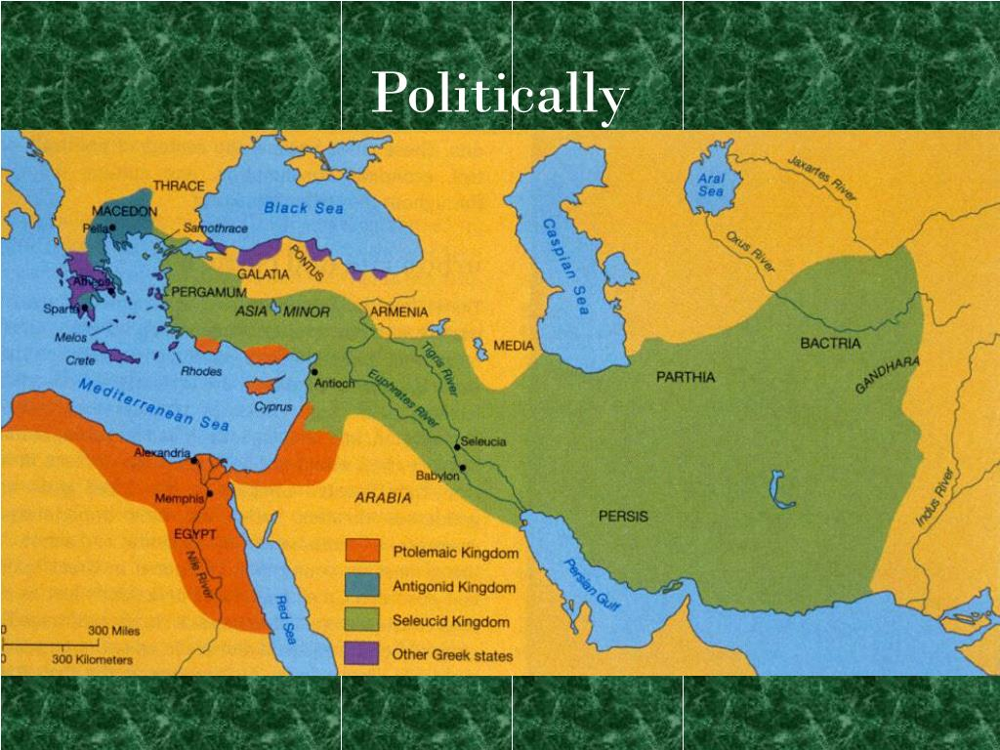 Politically
THRACE
MACEDON
Pella
Samothrace
Black Sea
Aral
Sea
Jaxartes River
Oxus River
Caspian Sea
PONTUS
GALATIA
PERGAMUM
Athens
Sparta
ASIA MINOR
ARMENIA
Melos
Crete
Rhodes
MEDIA
Tigris River
BACTRIA
PARTHIA
GANDHARA
Antioch
Euphrates River
Cyprus
Mediterranean Sea
Seleucia
Alexandria
Babylon
Memphis
ARABIA
PERSIS
Indus River
EGYPT
Nile River
Ptolemaic Kingdom
Antigonid Kingdom
Seleucid Kingdom
Other Greek states
Persian Gulf
Red Sea
0 300 Miles
0 300 Kilometers